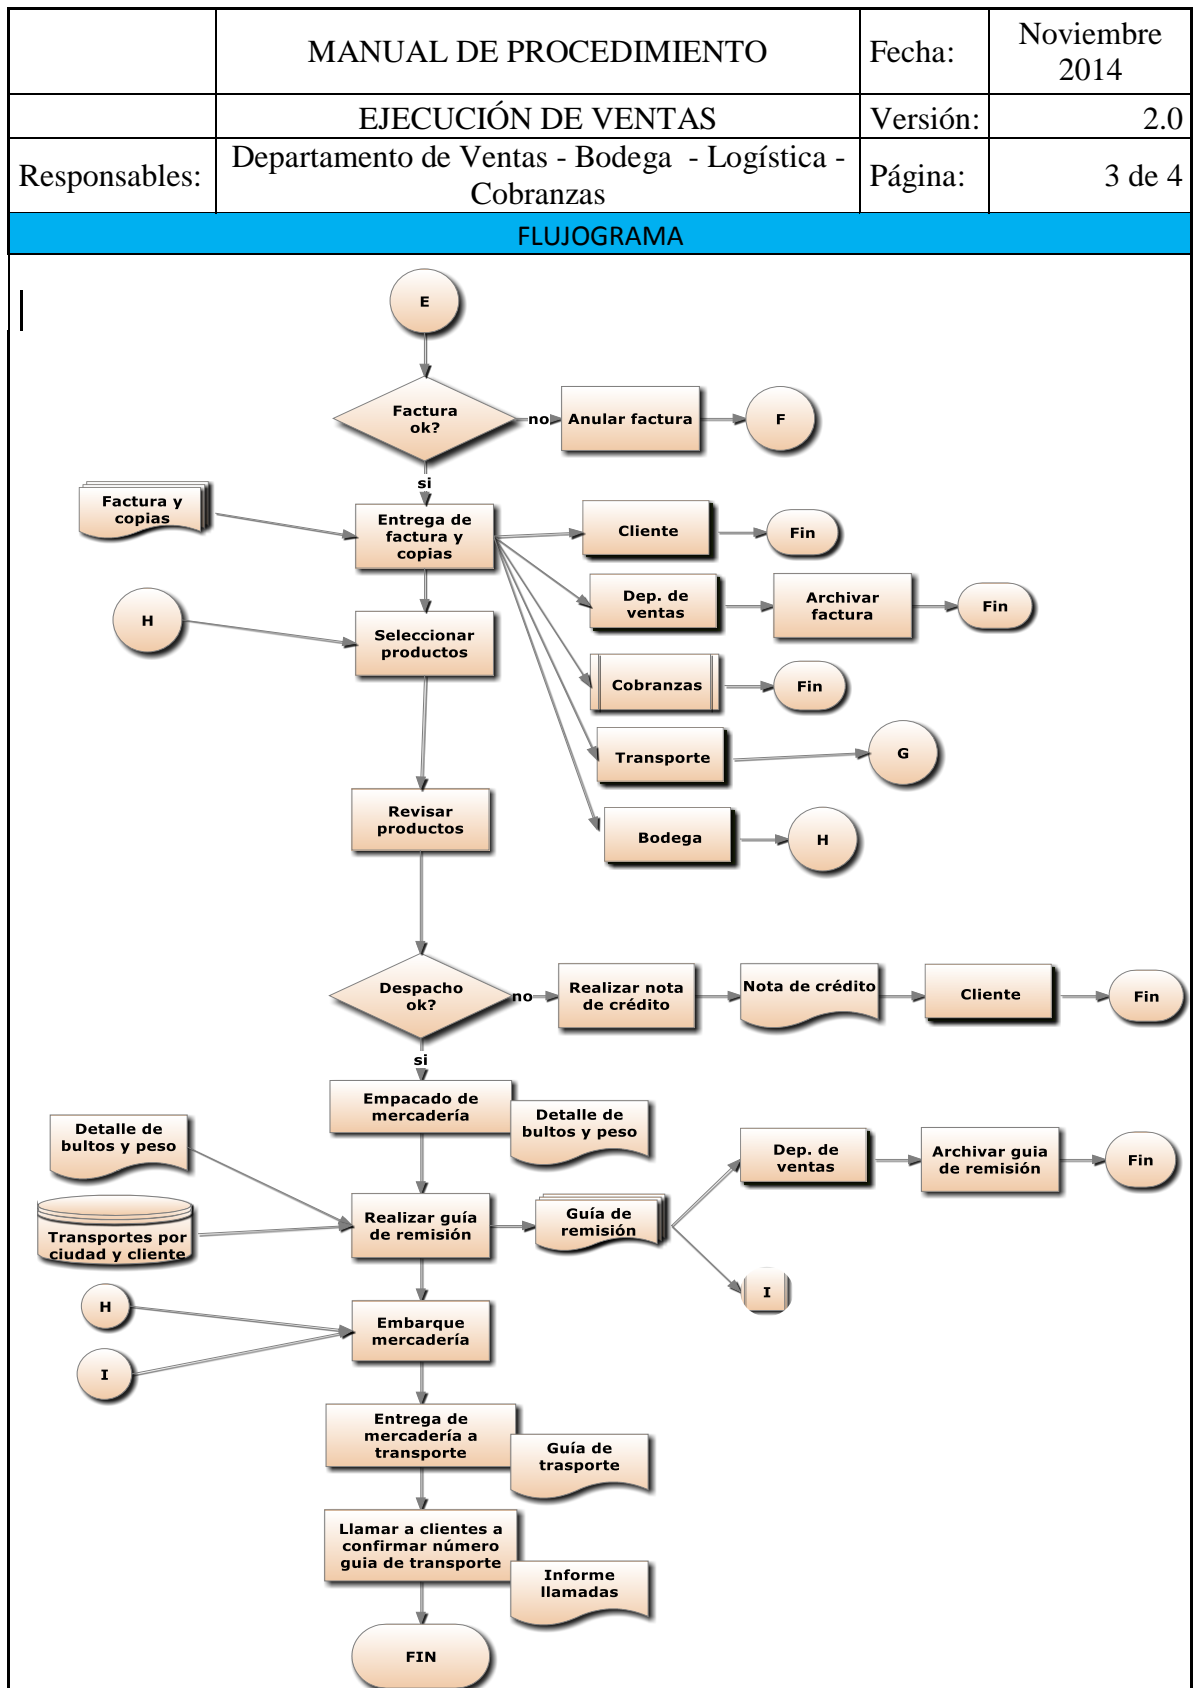 MANUAL DE PROCEDIMIENTO
Fecha:
Noviembre
2014
EJECUCIÓN DE VENTAS
Versión:
2.0
Responsables:
Departamento de Ventas - Bodega - Logística -
Cobranzas
Página:
3 de 4
FLUJOGRAMA
E
Factura
ok?
no
Anular factura
F
si
Factura y
copias
Entrega de
factura y
copias
Cliente
Fin
Dep. de
ventas
Archivar
factura
Fin
H
Seleccionar
productos
Cobranzas
Fin
Transporte
G
Revisar
productos
Bodega
H
Despacho
ok?
no
Realizar nota
de crédito
Nota de crédito
Cliente
Fin
si
Empacado de
mercadería
Detalle de
bultos y peso
Detalle de
bultos y peso
Dep. de
ventas
Archivar guia
de remisión
Fin
Transportes por
ciudad y cliente
Realizar guía
de remisión
Guía de
remisión
I
H
Embarque
mercadería
I
Entrega de
mercadería a
transporte
Guía de
trasporte
Llamar a clientes a
confirmar número
guia de transporte
Informe
llamadas
FIN